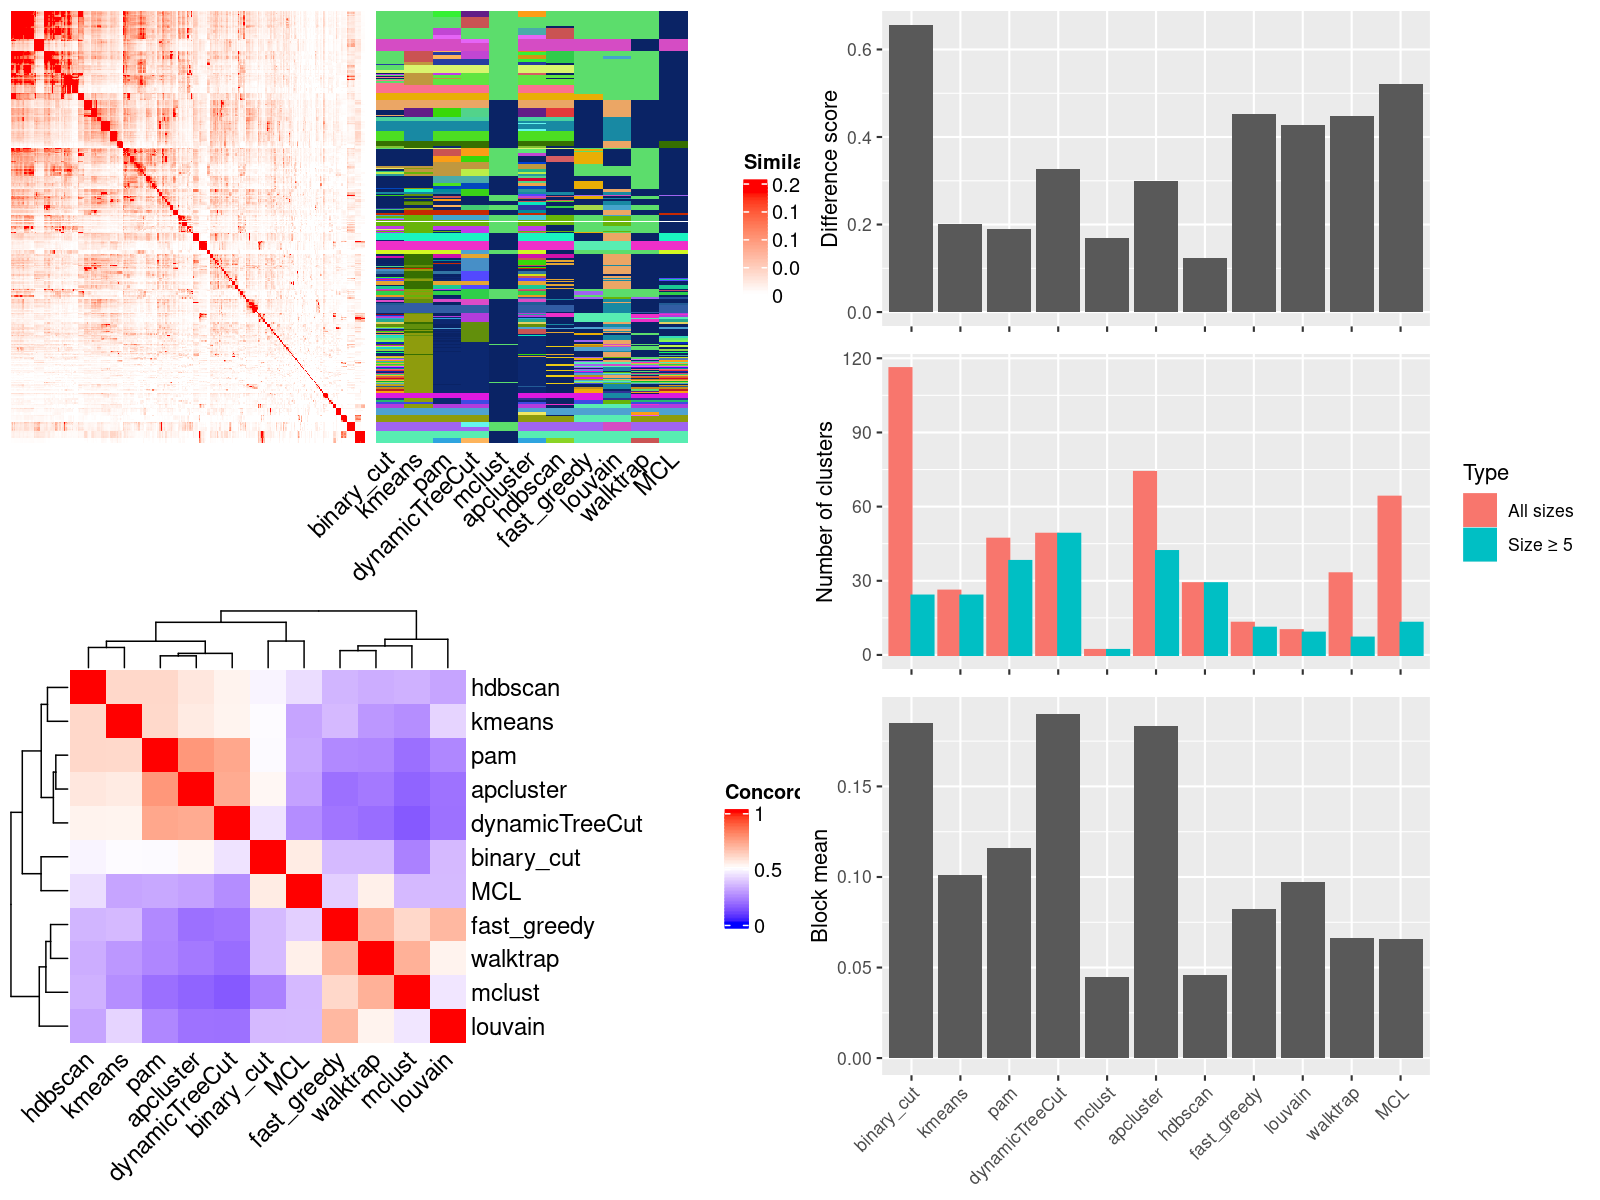 Simila
0.2
0.1
0.1
0.0
0
binary_cut
kmeans
pam
dynamicTreeCut
mclust
apcluster
hdbscan
fast_greedy
louvain
walktrap
MCL
hdbscan
kmeans
pam
apcluster
dynamicTreeCut
binary_cut
MCL
fast_greedy
walktrap
mclust
louvain
hdbscan
kmeans
pam
apcluster
dynamicTreeCut
binary_cut
MCL
fast_greedy
walktrap
mclust
louvain
Concord
1
0.5
0
Difference score
0.6
0.4
0.2
0.0
Number of clusters
120
90
60
30
0
Type
All sizes
Size ≥ 5
Block mean
0.15
0.10
0.05
0.00
binary_cut
kmeans
pam
dynamicTreeCut
mclust
apcluster
hdbscan
fast_greedy
louvain
walktrap
MCL